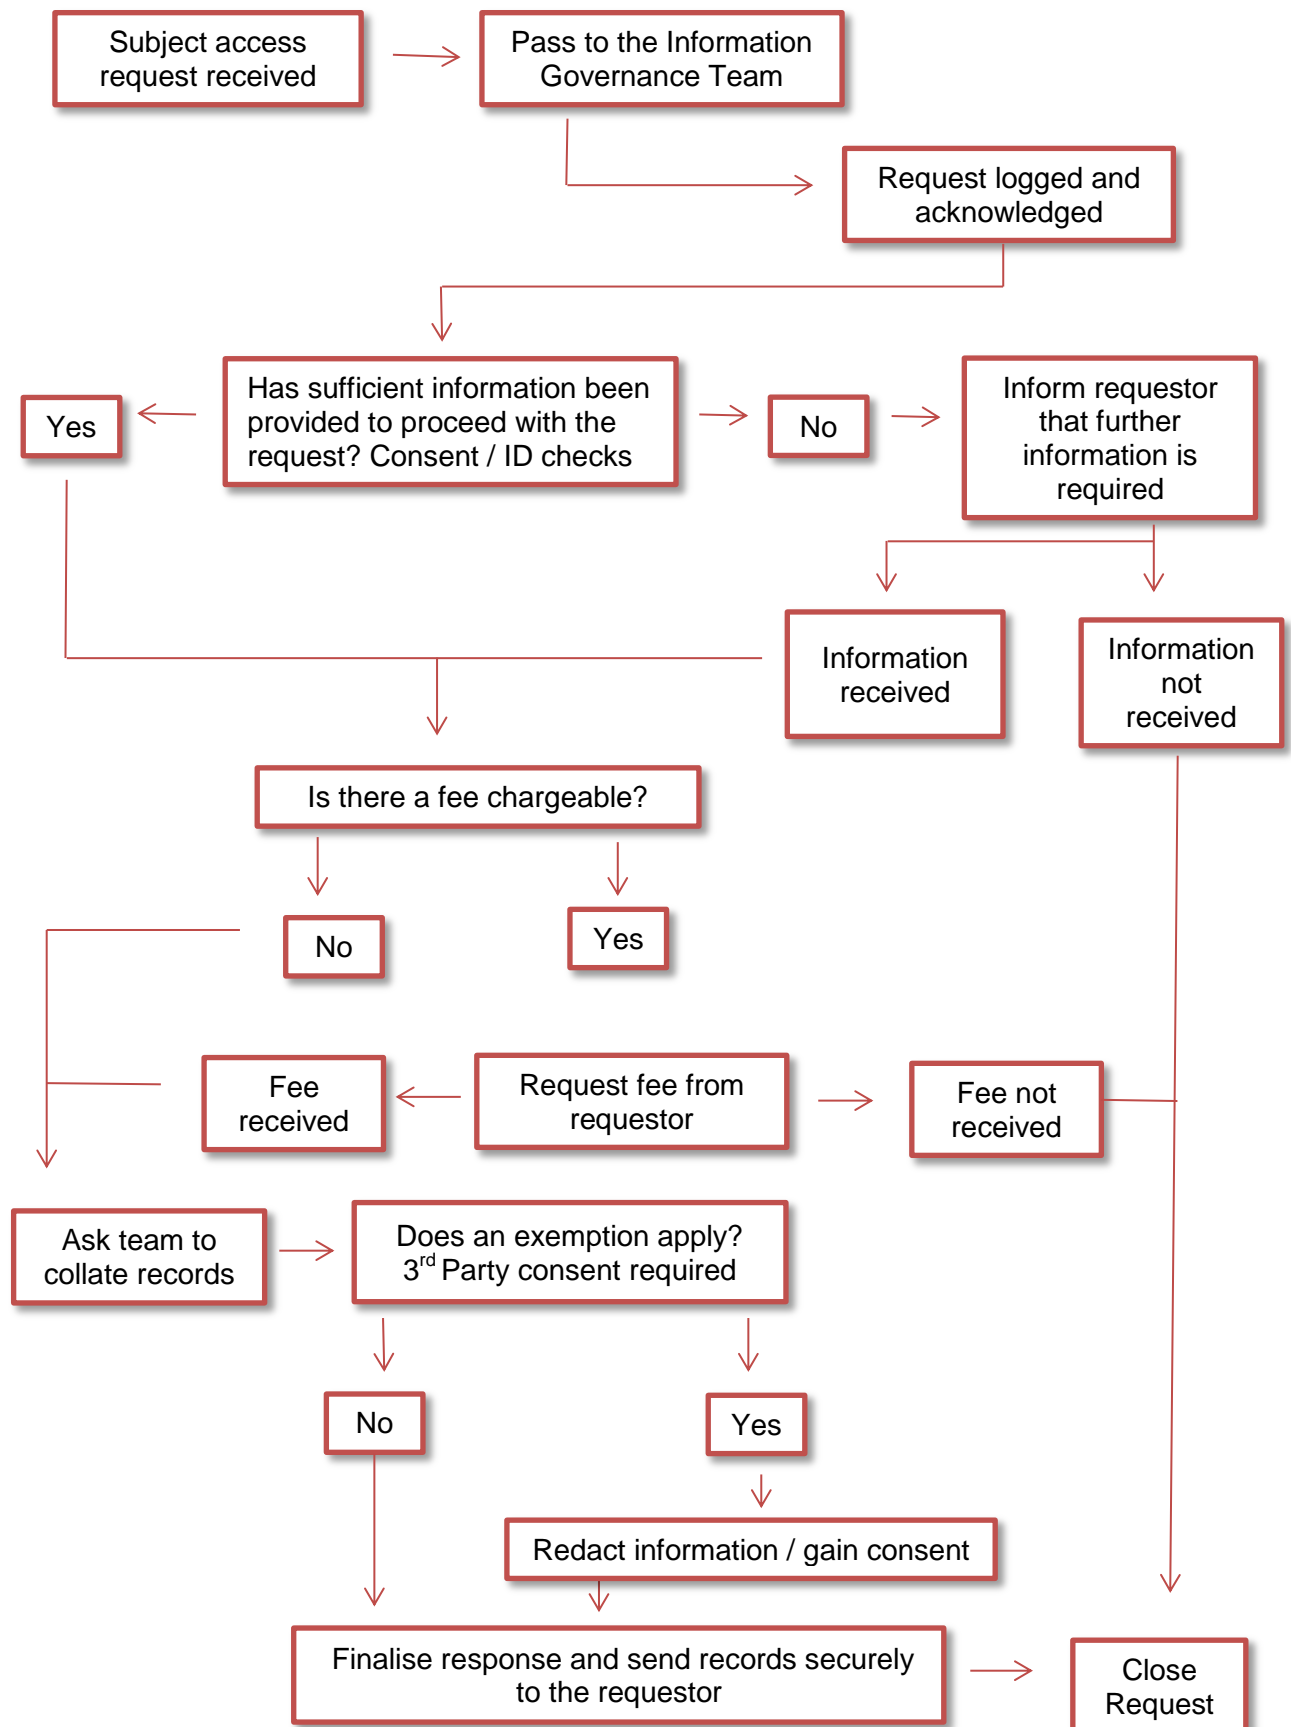 Subject access
request received
Pass to the Information
Governance Team
Request logged and
acknowledged
Has sufficient information been
provided to proceed with the
request? Consent / ID checks
Yes
No
Inform requestor
that further
information is
required
Information
received
Information
not
received
Is there a fee chargeable?
No
Yes
Fee
received
Request fee from
requestor
Fee not
received
Ask team to
collate records
Does an exemption apply?
3rd Party consent required
No
Yes
Redact information / gain consent
Finalise response and send records securely
to the requestor
Close
Request